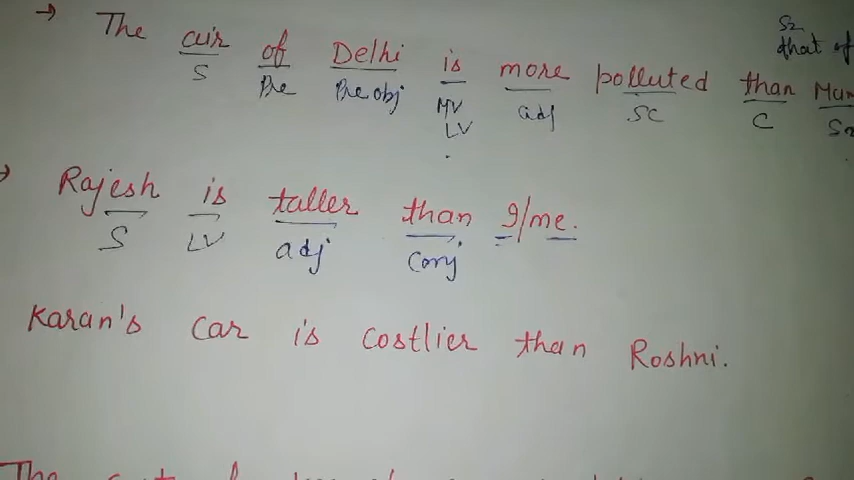 S2
that of
→ The air of Delhi is more polluted than
S Pre Pre obj MV adj SC C
LV
Rajesh is taller than I/me.
S LV adj Conj
Karan's car is costlier than Roshni.
The